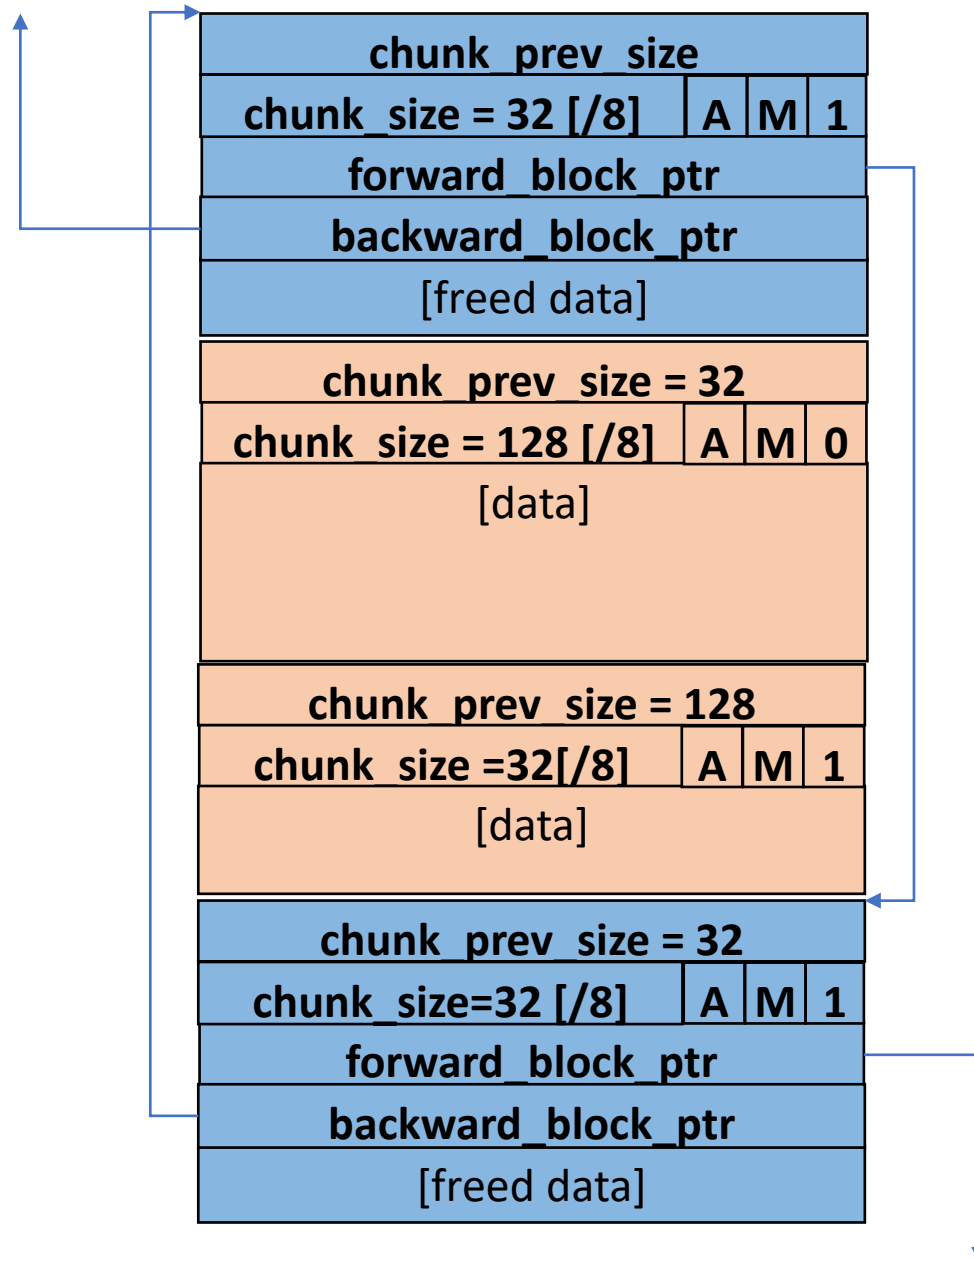 chunk_prev_size
chunk_size = 32 [/8] A M 1
forward_block_ptr
backward_block_ptr
[freed data]
chunk_prev_size = 32
chunk_size = 128 [/8] A M 0
[data]
chunk_prev_size = 128
chunk_size =32[/8] A M 1
[data]
chunk_prev_size = 32
chunk_size=32 [/8] A M 1
forward_block_ptr
backward_block_ptr
[freed data]